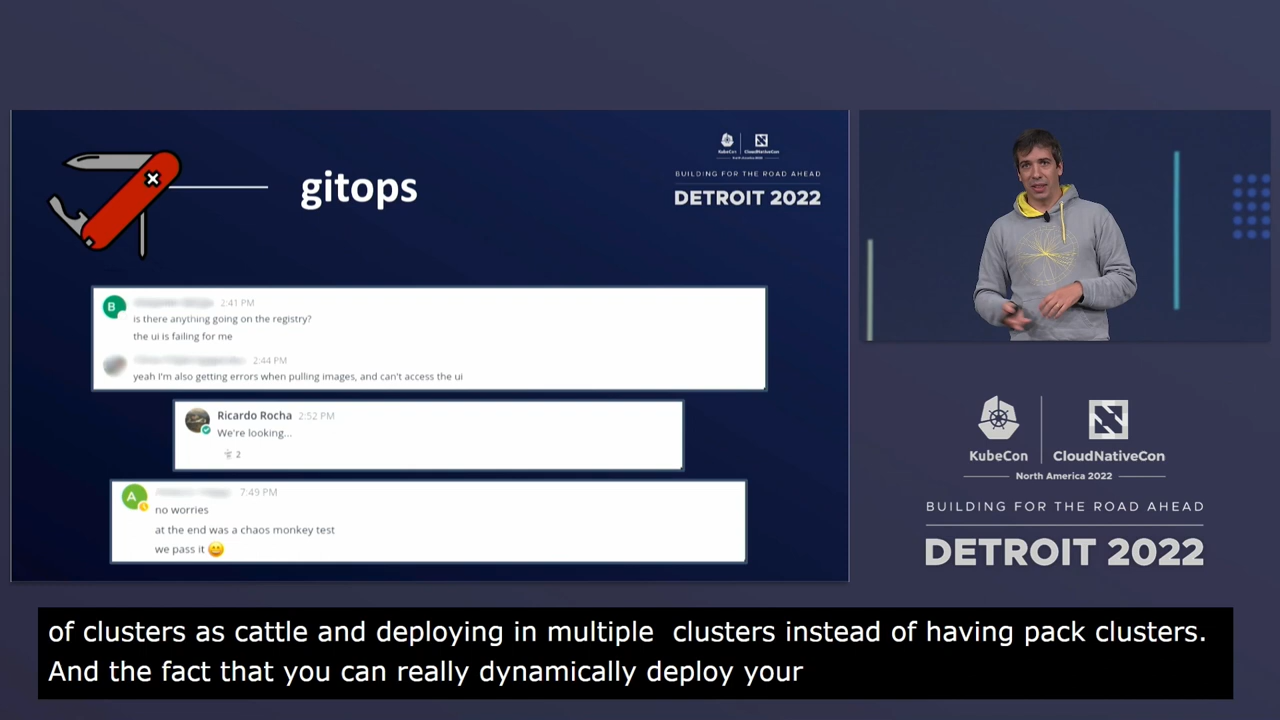 gitops
KubeCon
CloudNativeCon
North America 2022
BUILDING FOR THE ROAD AHEAD
DETROIT 2022
B
2:41 PM
is there anything going on the registry?
the ui is failing for me
2:44 PM
yeah I'm also getting errors when pulling images, and can't access the ui
Ricardo Rocha 2:52 PM
We're looking...
2
A
7:49 PM
no worries
at the end was a chaos monkey test
we pass it
KubeCon
CloudNativeCon
North America 2022
BUILDING FOR THE ROAD AHEAD
DETROIT 2022
of clusters as cattle and deploying in multiple clusters instead of having pack clusters.
And the fact that you can really dynamically deploy your